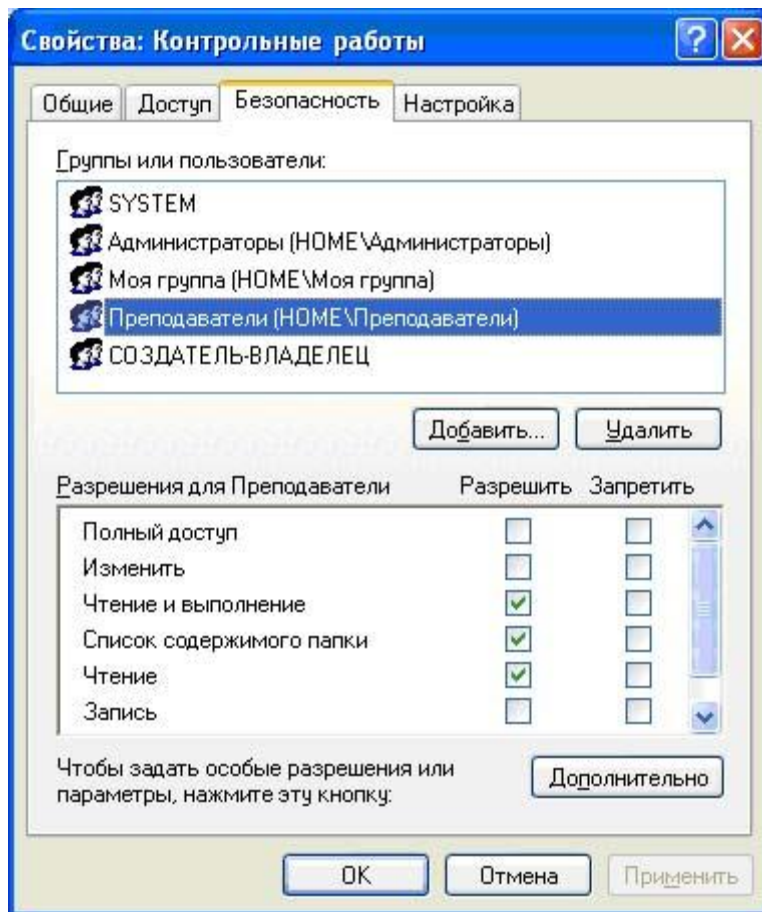 Свойства: Контрольные работы
Общие Доступ Безопасность Настройка
Группы или пользователи:
SYSTEM
Администраторы (HOME\Администраторы)
Моя группа (HOME\Моя группа)
Преподаватели (HOME\Преподаватели)
СОЗДАТЕЛЬ-ВЛАДЕЛЕЦ
Добавить... Удалить
Разрешения для Преподаватели Разрешить Запретить
Полный доступ
Изменить
Чтение и выполнение
Список содержимого папки
Чтение
Запись
Чтобы задать особые разрешения или
параметры, нажмите эту кнопку:
Дополнительно
OK Отмена Применить